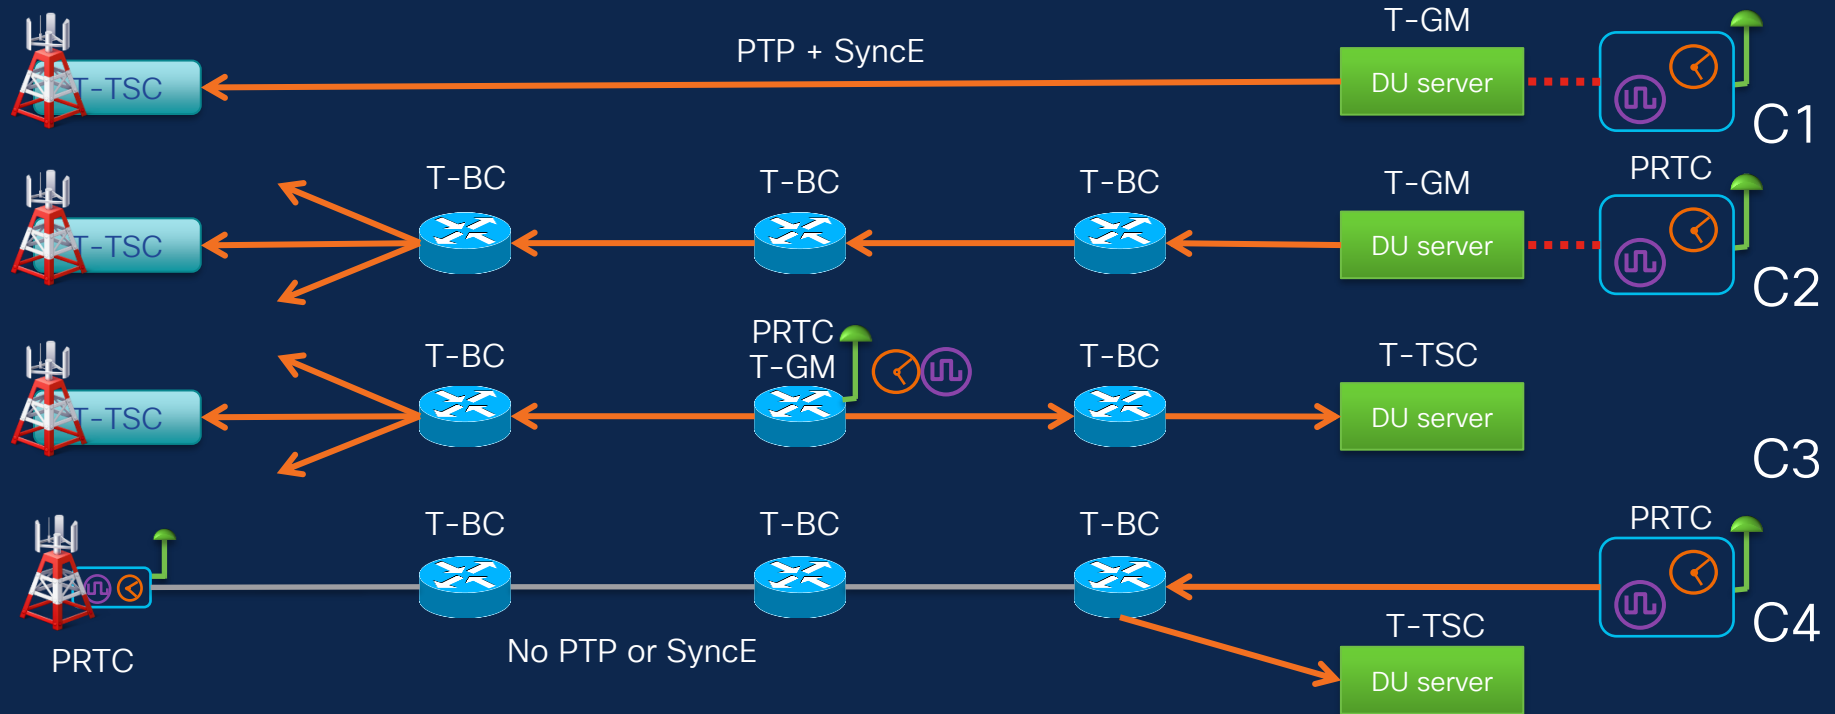 T-GM
PTP + SyncE
T-TSC
DU server
C1
T-BC
T-BC
T-BC
T-GM
PRTC
T-TSC
DU server
C2
T-BC
PRTC
T-GM
T-BC
T-TSC
T-TSC
DU server
C3
T-BC
T-BC
T-BC
PRTC
C4
PRTC
No PTP or SyncE
T-TSC
DU server